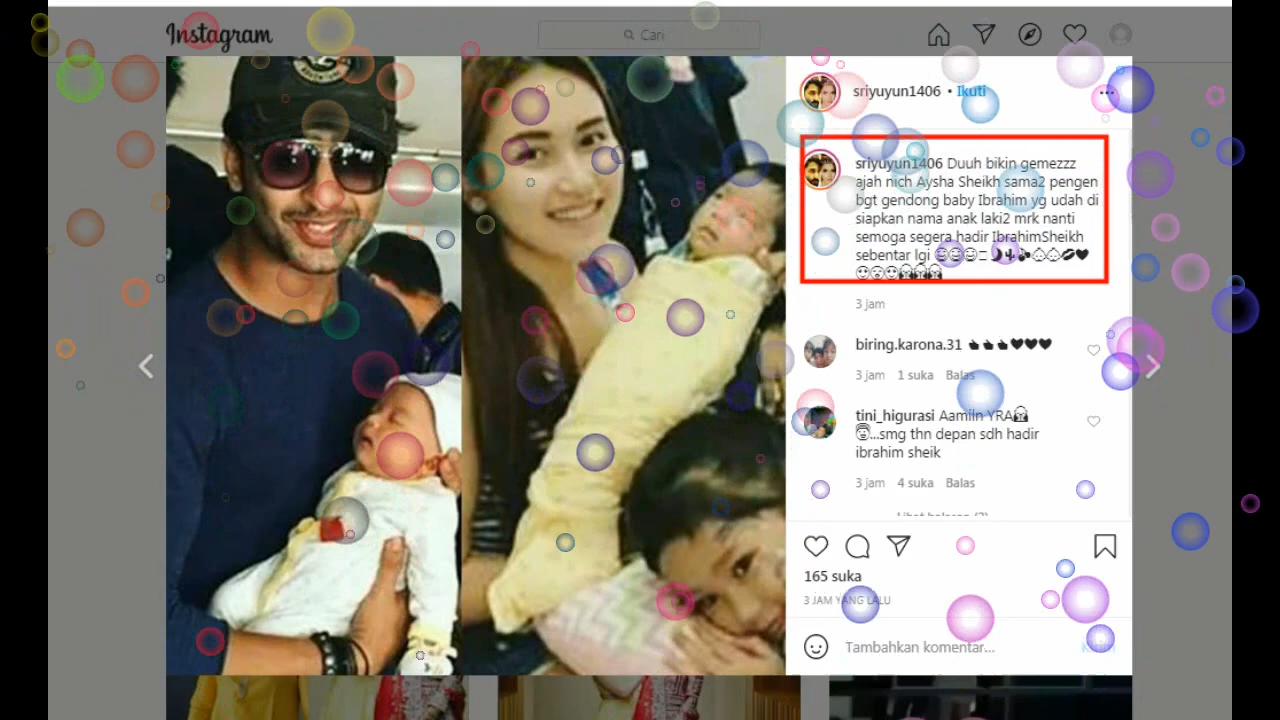 Instagram
Cari
sriyuyun1406 • Ikuti
sriyuyun1406 Duuh bikin gemezzz
ajah nich Aysha Sheikh sama2 pengen
bgt gendong baby Ibrahim yg udah di
siapkan nama anak laki2 mrk nanti
semoga segera hadir IbrahimSheikh
sebentar lgi
3 jam
biring.karona.31
3 jam 1 suka Balas
tini_higurasi Aamiin YRA
...smg thn depan sdh hadir
ibrahim sheik
3 jam 4 suka Balas
165 suka
3 JAM YANG LALU
Tambahkan komentar...